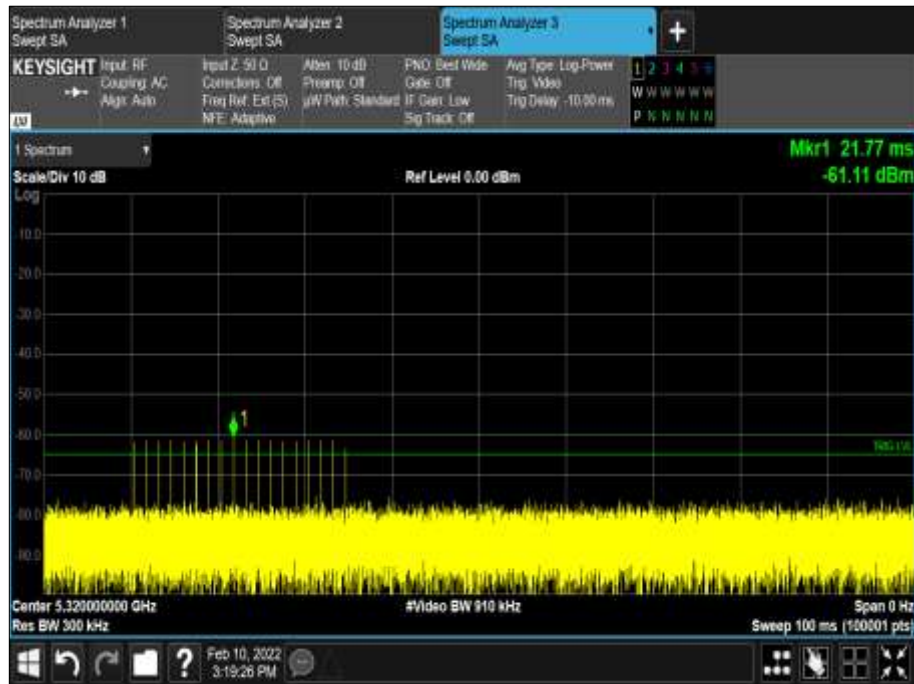 Spectrum Analyzer 1
Swept SA
Spectrum Analyzer 2
Swept SA
Spectrum Analyzer 3
Swept SA
+
KEYSIGHT
Input: RF
Coupling: AC
Align: Auto
Input Z: 50 Ω
Corrections: Off
Freq Ref: Ext (S)
NFE: Adaptive
Atten: 10 dB
Preamp: Off
µW Path: Standard
PNO: Best Wide
Gate: Off
IF Gain: Low
Sig Track: Off
Avg Type: Log-Power
Trig: Video
Trig Delay: -10.00 ms
1 2 3 4 5 6
W W W W W W
P N N N N N
LXI
1 Spectrum
Scale/Div 10 dB
Ref Level 0.00 dBm
Mkr1 21.77 ms
-61.11 dBm
Log
-10.0
-20.0
-30.0
-40.0
-50.0
-60.0
-70.0
-80.0
-90.0
1
TRIG LVL
Center 5.320000000 GHz
Res BW 300 kHz
#Video BW 910 kHz
Span 0 Hz
Sweep 100 ms (100001 pts)
?
Feb 10, 2022
3:19:26 PM